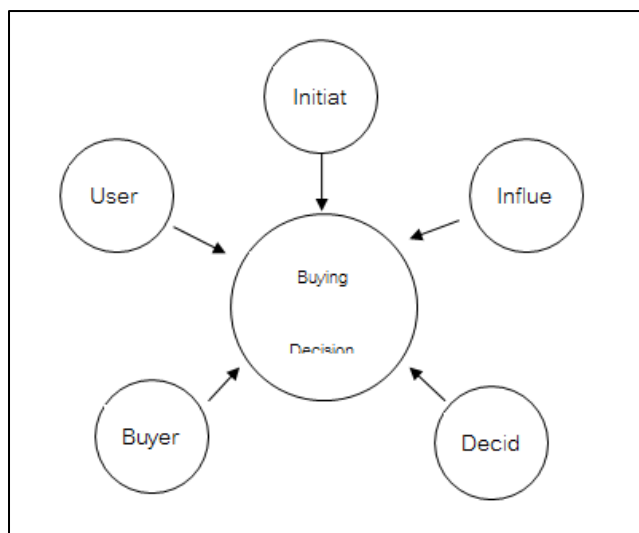 Initiat
User
Influe
Buying
Decision
Buyer
Decid